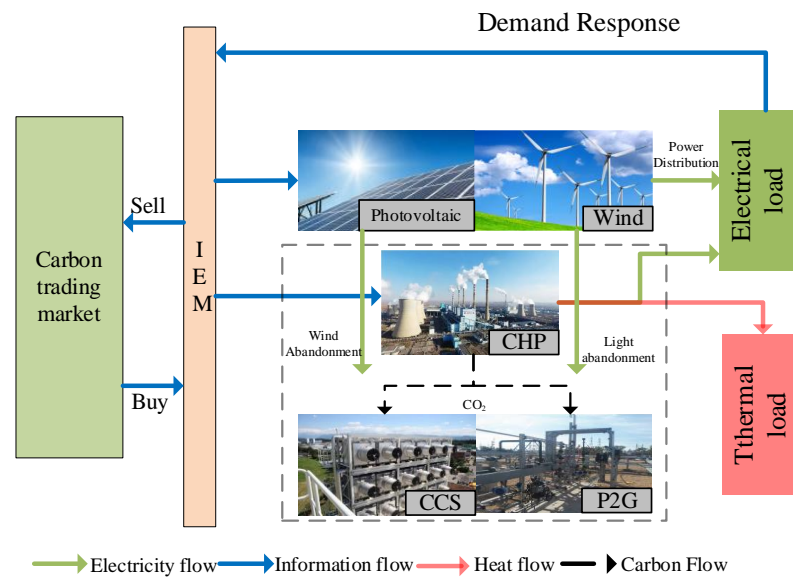 Demand Response
Power
Distribution
Electrical
load
Photovoltaic
Wind
Sell
Carbon
trading
market
I
E
M
Wind
Abandonment
CHP
Light
abandonment
Buy
CO₂
Tthermal
load
CCS
P2G
Electricity flow
Information flow
Heat flow
Carbon Flow